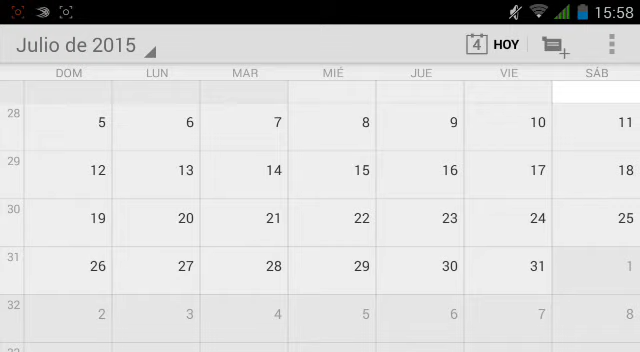 15:58
Julio de 2015 4 HOY
DOM LUN MAR MIÉ JUE VIE SÁB
28 5 6 7 8 9 10 11
29 12 13 14 15 16 17 18
30 19 20 21 22 23 24 25
31 26 27 28 29 30 31 1
32 2 3 4 5 6 7 8